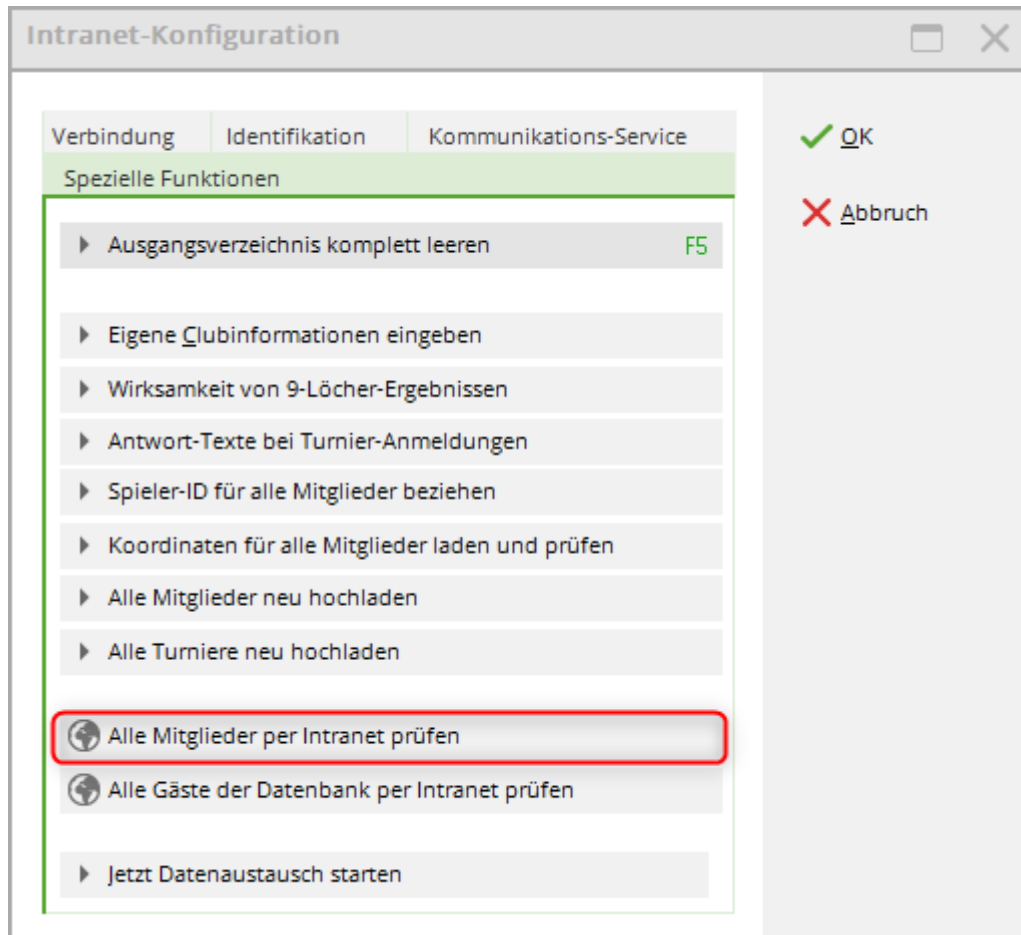 Intranet-Konfiguration
Verbindung Identifikation Kommunikations-Service
Spezielle Funktionen
OK
Abbruch
Ausgangsverzeichnis komplett leeren F5
Eigene Clubinformationen eingeben
Wirksamkeit von 9-Löcher-Ergebnissen
Antwort-Texte bei Turnier-Anmeldungen
Spieler-ID für alle Mitglieder beziehen
Koordinaten für alle Mitglieder laden und prüfen
Alle Mitglieder neu hochladen
Alle Turniere neu hochladen
Alle Mitglieder per Intranet prüfen
Alle Gäste der Datenbank per Intranet prüfen
Jetzt Datenaustausch starten